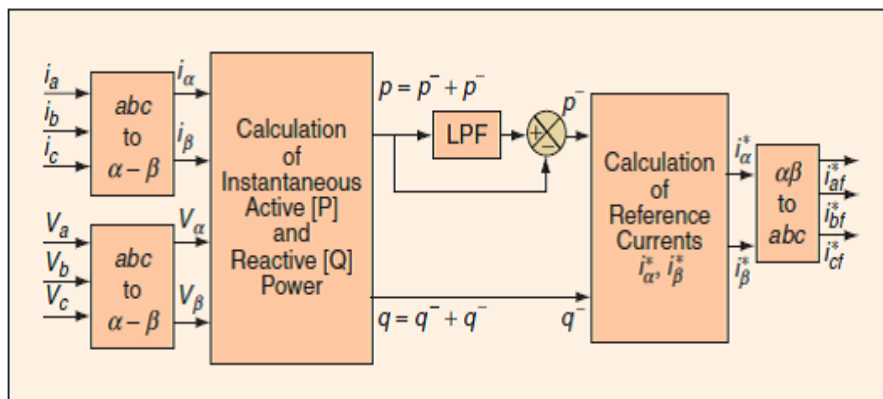 i_a
i_b
i_c
abc
to
α – β
i_α
i_β
V_a
V_b
V_c
abc
to
α – β
V_α
V_β
Calculation
of
Instantaneous
Active [P]
and
Reactive [Q]
Power
p = p⁻ + p⁻
LPF
+
–
p⁻
q = q⁻ + q⁻
q⁻
Calculation
of
Reference
Currents
i*_α, i*_β
i*_α
i*_β
αβ
to
abc
i*_af
i*_bf
i*_cf